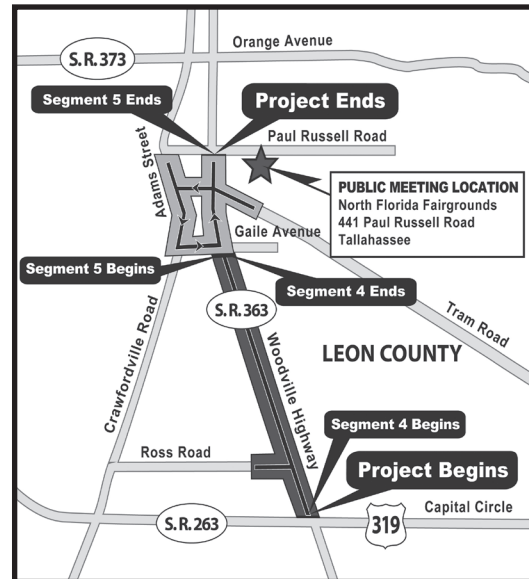 Orange Avenue
S.R.373
Segment 5 Ends
Project Ends
Paul Russell Road
Adams Street
PUBLIC MEETING LOCATION
North Florida Fairgrounds
441 Paul Russell Road
Tallahassee
Gaile Avenue
Segment 5 Begins
Segment 4 Ends
S.R.363
Tram Road
Crawfordville Road
Woodville Highway
LEON COUNTY
Segment 4 Begins
Ross Road
Project Begins
Capital Circle
S.R.263
319